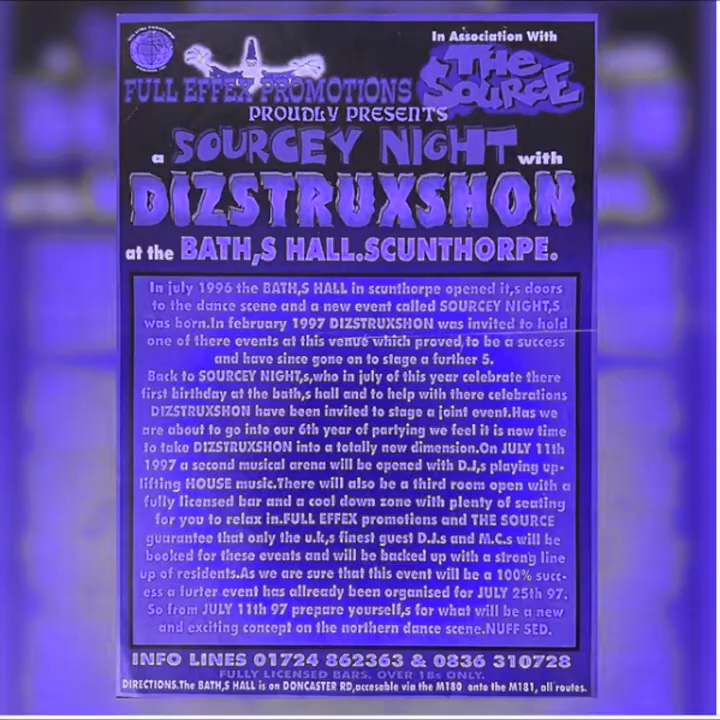 In Association With
THE SOURCE
FULL EFFEX PROMOTIONS
PROUDLY PRESENTS
a SOURCEY NIGHT with
DIZSTRUXSHON
at the BATH,S HALL.SCUNTHORPE.
In july 1996 the BATH,S HALL in scunthorpe opened it,s doors
to the dance scene and a new event called SOURCEY NIGHT,S
was born.In february 1997 DIZSTRUXSHON was invited to hold
one of there events at this venue which proved,to be a success
and have since gone on to stage a further 5.
Back to SOURCEY NIGHT,s,who in july of this year celebrate there
first birthday at the bath,s hall and to help with there celebrations
DIZSTRUXSHON have been invited to stage a joint event.Has we
are about to go into our 6th year of partying we feel it is now time
to take DIZSTRUXSHON into a totally new dimension.On JULY 11th
1997 a second musical arena will be opened with D.J,s playing up-
lifting HOUSE music.There will also be a third room open with a
fully licensed bar and a cool down zone with plenty of seating
for you to relax in.FULL EFFEX promotions and THE SOURCE
guarantee that only the u.k,s finest guest D.J.s and M.C.s will be
booked for these events and will be backed up with a strong line
up of residents.As we are sure that this event will be a 100% succ-
ess a furter event has allready been organised for JULY 25th 97.
So from JULY 11th 97 prepare yourself,s for what will be a new
and exciting concept on the northern dance scene.NUFF SED.
INFO LINES 01724 862363 & 0836 310728
FULLY LICENSED BARS. OVER 18s ONLY.
DIRECTIONS.The BATH,S HALL is on DONCASTER RD,accesable via the M180 onto the M181, all routes.